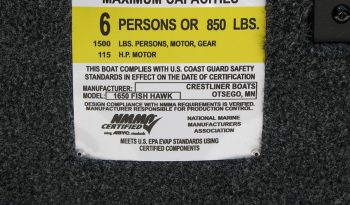 MAXIMUM CAPACITIES
6 PERSONS OR 850 LBS.
1500 LBS. PERSONS, MOTOR, GEAR
115 H.P. MOTOR
THIS BOAT COMPLIES WITH U.S. COAST GUARD SAFETY
STANDARDS IN EFFECT ON THE DATE OF CERTIFICATION
MANUFACTURER: CRESTLINER BOATS
MODEL: 1650 FISH HAWK OTSEGO, MN
DESIGN COMPLIANCE WITH NMMA REQUIREMENTS IS VERIFIED.
MANUFACTURER RESPONSIBLE FOR PRODUCTION CONTROL.
NMMA CERTIFIED
using ABYC standards
NATIONAL MARINE
MANUFACTURERS
ASSOCIATION
MEETS U.S. EPA EVAP STANDARDS USING
CERTIFIED COMPONENTS